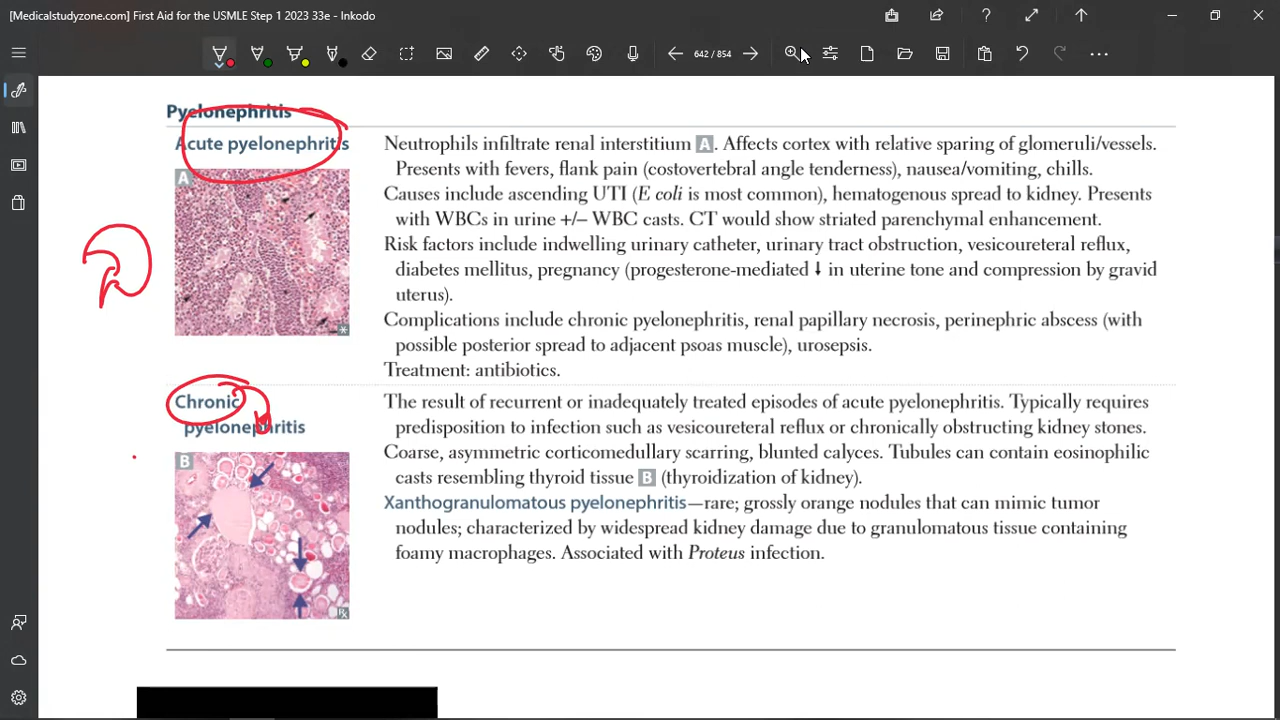 [Medicalstudyzone.com] First Aid for the USMLE Step 1 2023 33e - Inkodo
642 / 854
Pyelonephritis
Acute pyelonephritis
A
Neutrophils infiltrate renal interstitium A. Affects cortex with relative sparing of glomeruli/vessels.
Presents with fevers, flank pain (costovertebral angle tenderness), nausea/vomiting, chills.
Causes include ascending UTI (E coli is most common), hematogenous spread to kidney. Presents
with WBCs in urine +/– WBC casts. CT would show striated parenchymal enhancement.
Risk factors include indwelling urinary catheter, urinary tract obstruction, vesicoureteral reflux,
diabetes mellitus, pregnancy (progesterone-mediated ↓ in uterine tone and compression by gravid
uterus).
Complications include chronic pyelonephritis, renal papillary necrosis, perinephric abscess (with
possible posterior spread to adjacent psoas muscle), urosepsis.
Treatment: antibiotics.
Chronic
pyelonephritis
B
The result of recurrent or inadequately treated episodes of acute pyelonephritis. Typically requires
predisposition to infection such as vesicoureteral reflux or chronically obstructing kidney stones.
Coarse, asymmetric corticomedullary scarring, blunted calyces. Tubules can contain eosinophilic
casts resembling thyroid tissue B (thyroidization of kidney).
Xanthogranulomatous pyelonephritis—rare; grossly orange nodules that can mimic tumor
nodules; characterized by widespread kidney damage due to granulomatous tissue containing
foamy macrophages. Associated with Proteus infection.